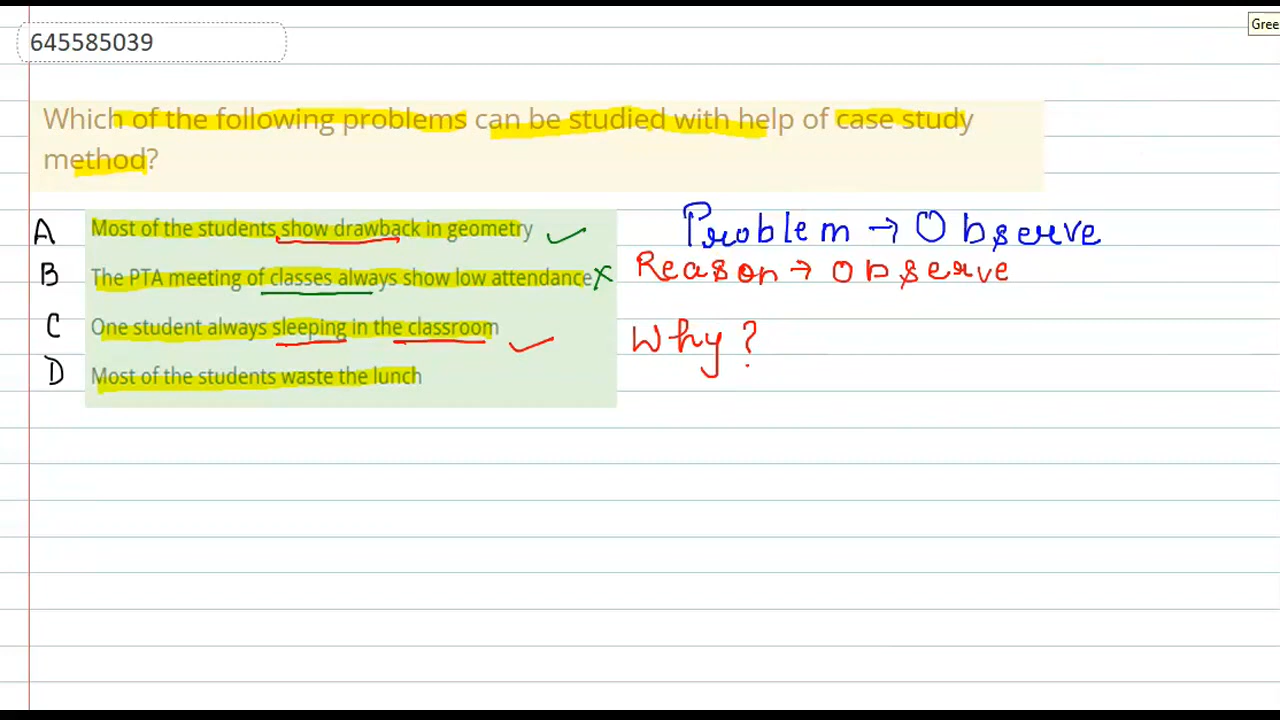 645585039
Gree
Which of the following problems can be studied with help of case study
method?
A Most of the students show drawback in geometry ✓
Problem → Observe
B The PTA meeting of classes always show low attendance X
Reason → observe
C One student always sleeping in the classroom ✓
Why ?
D Most of the students waste the lunch